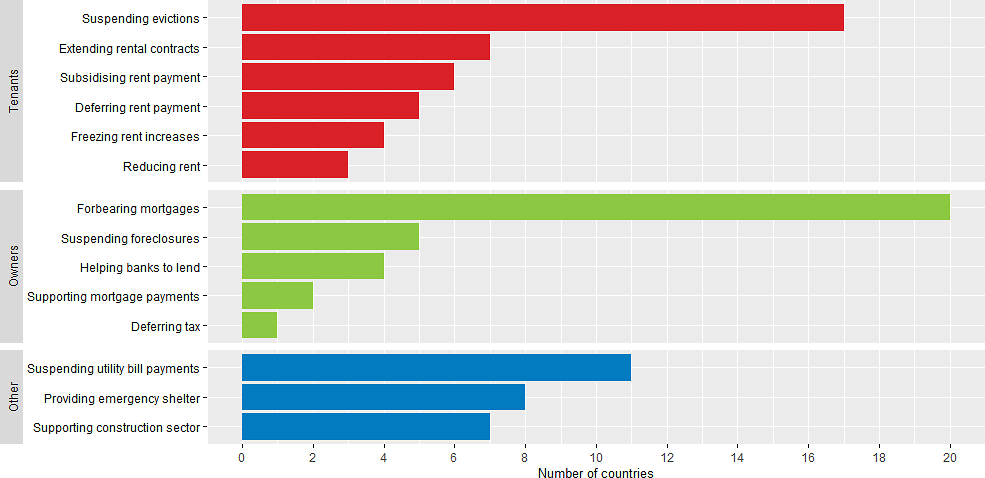 Tenants
Suspending evictions
Extending rental contracts
Subsidising rent payment
Deferring rent payment
Freezing rent increases
Reducing rent
Owners
Forbearing mortgages
Suspending foreclosures
Helping banks to lend
Supporting mortgage payments
Deferring tax
Other
Suspending utility bill payments
Providing emergency shelter
Supporting construction sector
0 2 4 6 8 10 12 14 16 18 20
Number of countries